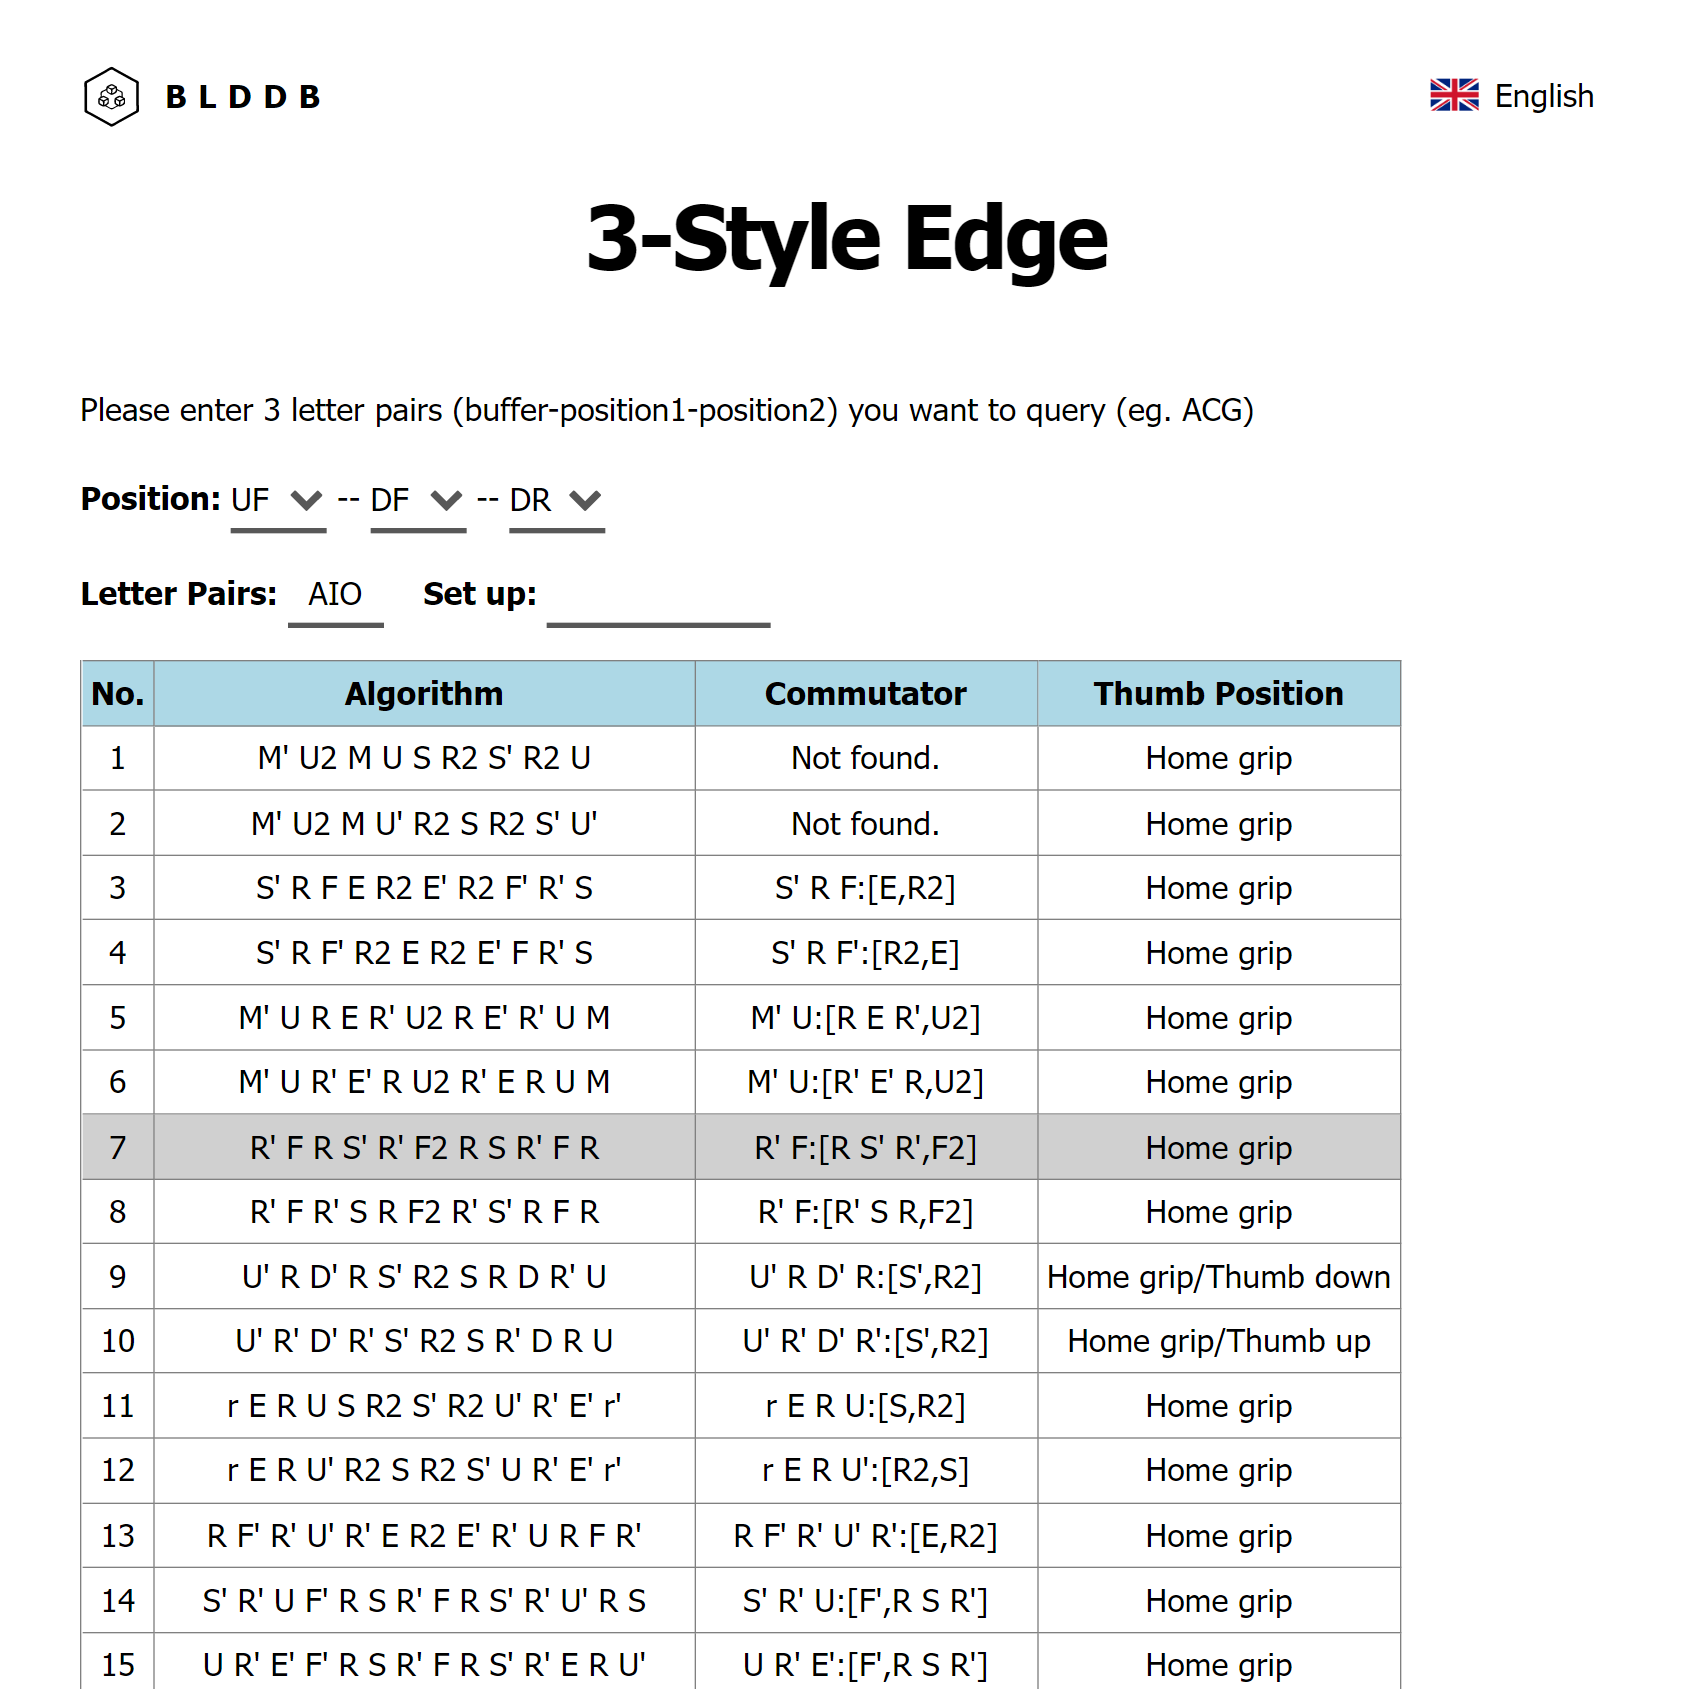 BLDDB English
3-Style Edge
Please enter 3 letter pairs (buffer-position1-position2) you want to query (eg. ACG)
Position: UF -- DF -- DR
Letter Pairs: AIO Set up:
No. Algorithm Commutator Thumb Position
1 M' U2 M U S R2 S' R2 U Not found. Home grip
2 M' U2 M U' R2 S R2 S' U' Not found. Home grip
3 S' R F E R2 E' R2 F' R' S S' R F:[E,R2] Home grip
4 S' R F' R2 E R2 E' F R' S S' R F':[R2,E] Home grip
5 M' U R E R' U2 R E' R' U M M' U:[R E R',U2] Home grip
6 M' U R' E' R U2 R' E R U M M' U:[R' E' R,U2] Home grip
7 R' F R S' R' F2 R S R' F R R' F:[R S' R',F2] Home grip
8 R' F R' S R F2 R' S' R F R R' F:[R' S R,F2] Home grip
9 U' R D' R S' R2 S R D R' U U' R D' R:[S',R2] Home grip/Thumb down
10 U' R' D' R' S' R2 S R' D R U U' R' D' R':[S',R2] Home grip/Thumb up
11 r E R U S R2 S' R2 U' R' E' r' r E R U:[S,R2] Home grip
12 r E R U' R2 S R2 S' U R' E' r' r E R U':[R2,S] Home grip
13 R F' R' U' R' E R2 E' R' U R F R' R F' R' U' R':[E,R2] Home grip
14 S' R' U F' R S R' F R S' R' U' R S S' R' U:[F',R S R'] Home grip
15 U R' E' F' R S R' F R S' R' E R U' U R' E':[F',R S R'] Home grip